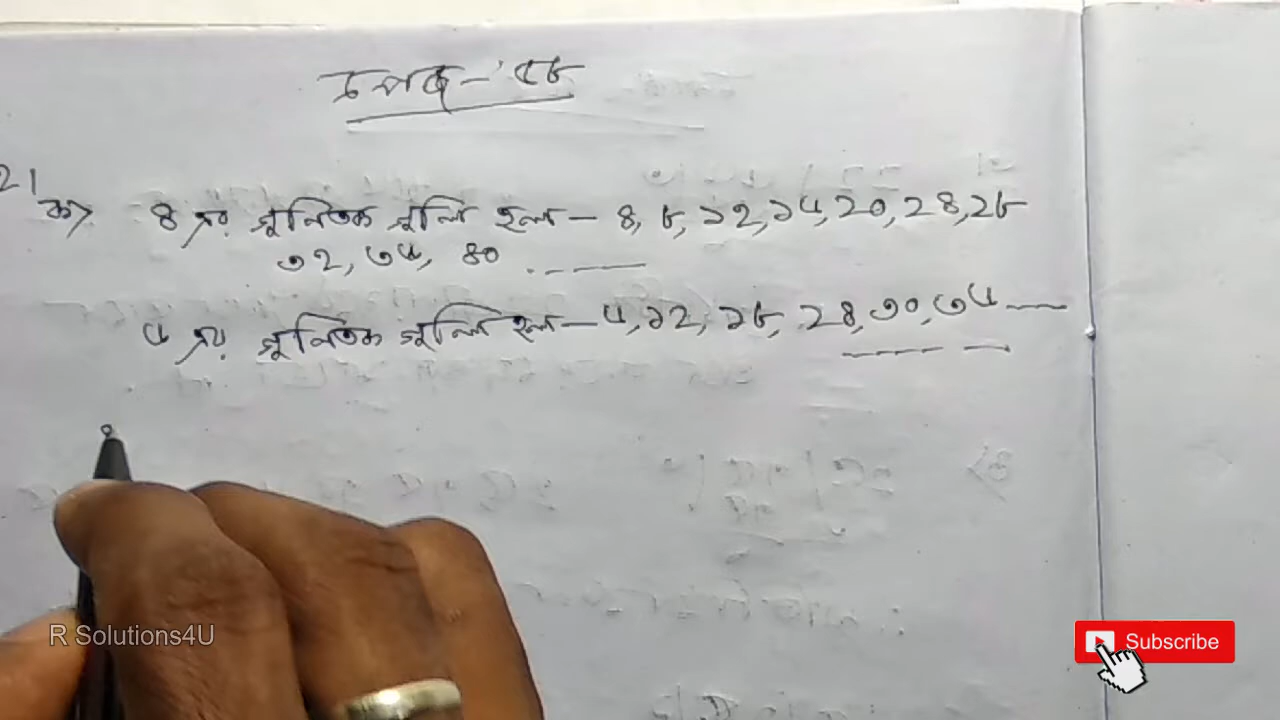 ২।
ক> ৪ এর গুনিতক গুলি হল – ৪, ৮, ১২, ১৬, ২০, ২৪, ২৮
৩২, ৩৬, ৪০ . – – – –
৬ এর গুনিতক গুলি হল – ৬, ১২, ১৮, ২৪, ৩০, ৩৬ —
R Solutions4U
Subscribe